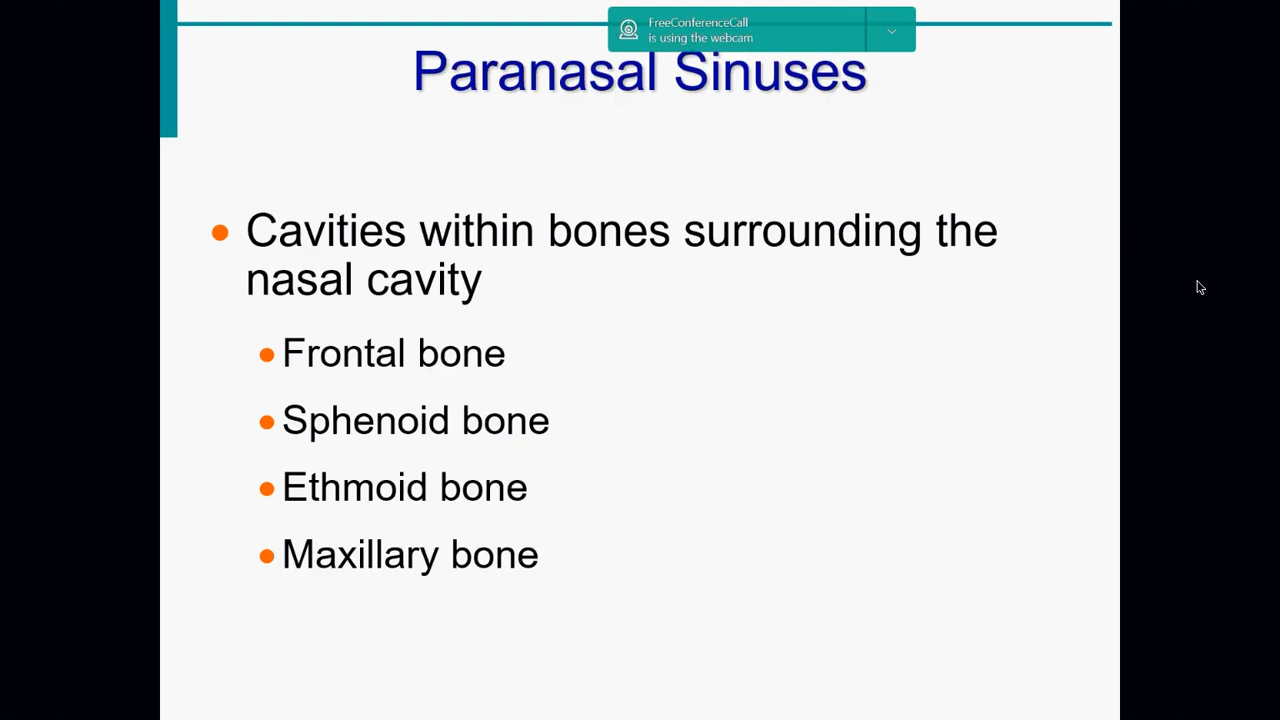 FreeConferenceCall
is using the webcam
Paranasal Sinuses
• Cavities within bones surrounding the
nasal cavity
• Frontal bone
• Sphenoid bone
• Ethmoid bone
• Maxillary bone